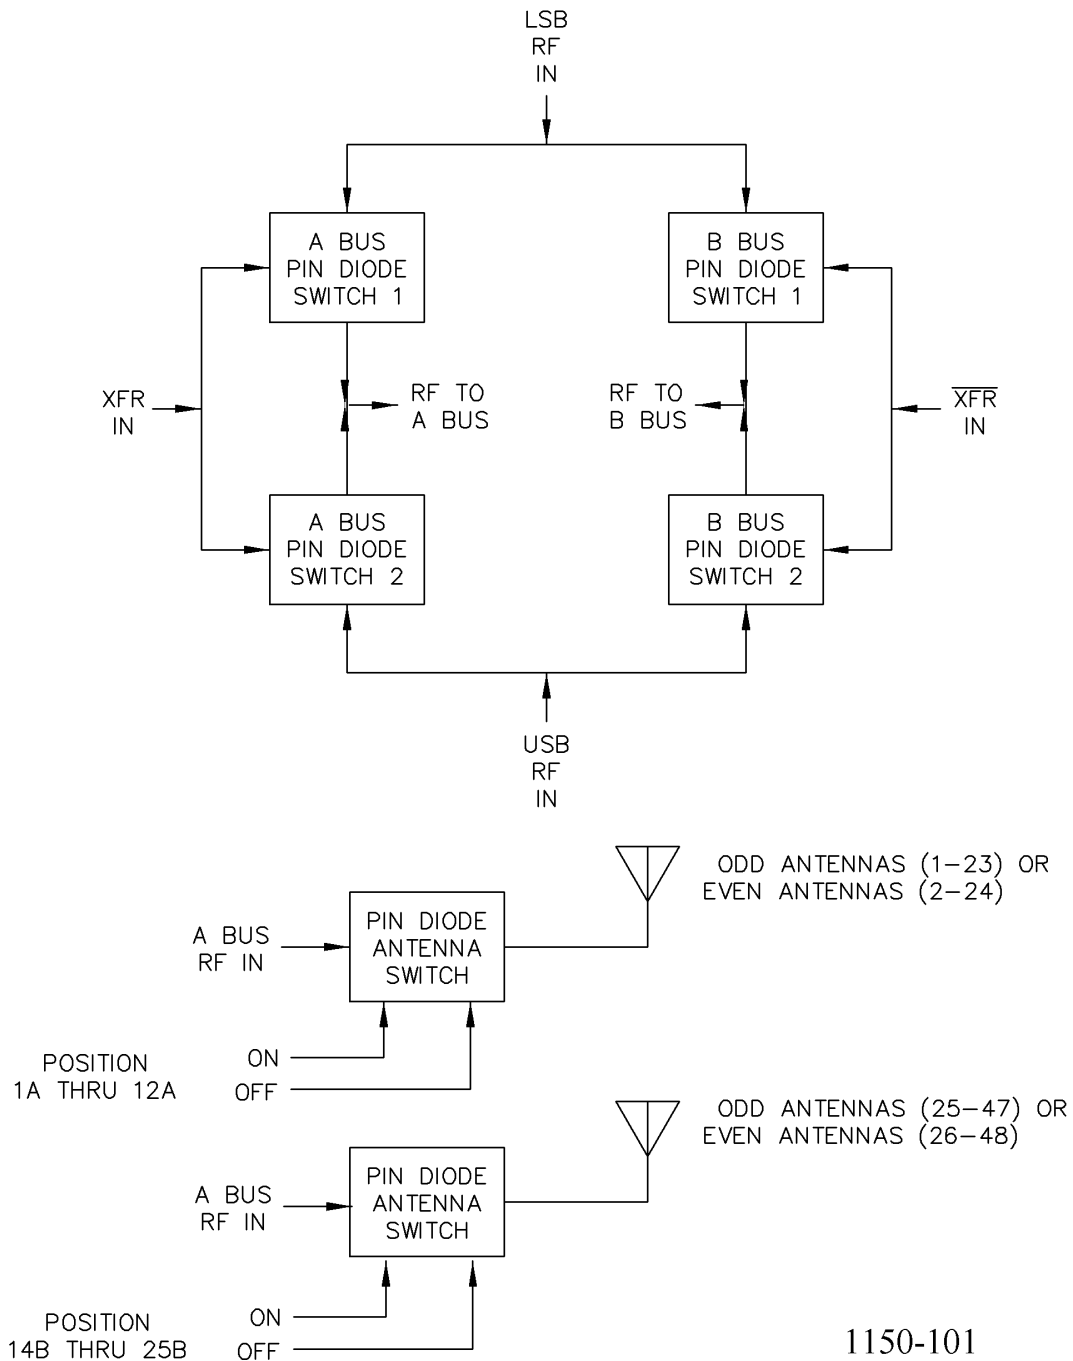 LSB
RF
IN
A BUS
PIN DIODE
SWITCH 1
B BUS
PIN DIODE
SWITCH 1
XFR
IN
RF TO
A BUS
RF TO
B BUS
X̅F̅R̅
IN
A BUS
PIN DIODE
SWITCH 2
B BUS
PIN DIODE
SWITCH 2
USB
RF
IN
ODD ANTENNAS (1-23) OR
EVEN ANTENNAS (2-24)
PIN DIODE
ANTENNA
SWITCH
A BUS
RF IN
POSITION
1A THRU 12A
ON
OFF
ODD ANTENNAS (25-47) OR
EVEN ANTENNAS (26-48)
PIN DIODE
ANTENNA
SWITCH
A BUS
RF IN
POSITION
14B THRU 25B
ON
OFF
1150-101